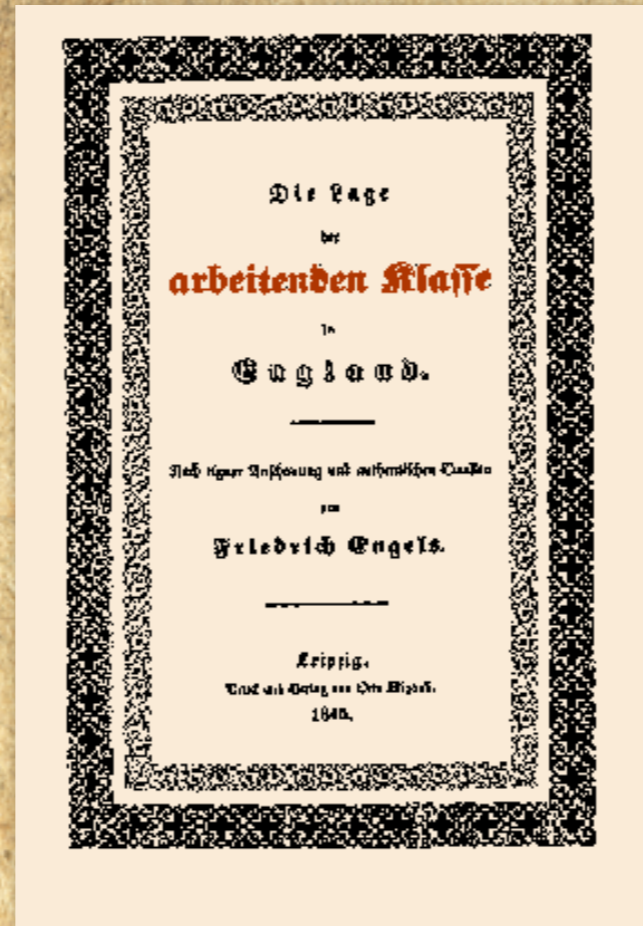 Die Lage
der
arbeitenden Klasse
in
England.
Nach eigner Anschauung und authentischen Quellen
von
Friedrich Engels.
Leipzig.
Druck und Verlag von Otto Wigand.
1845.